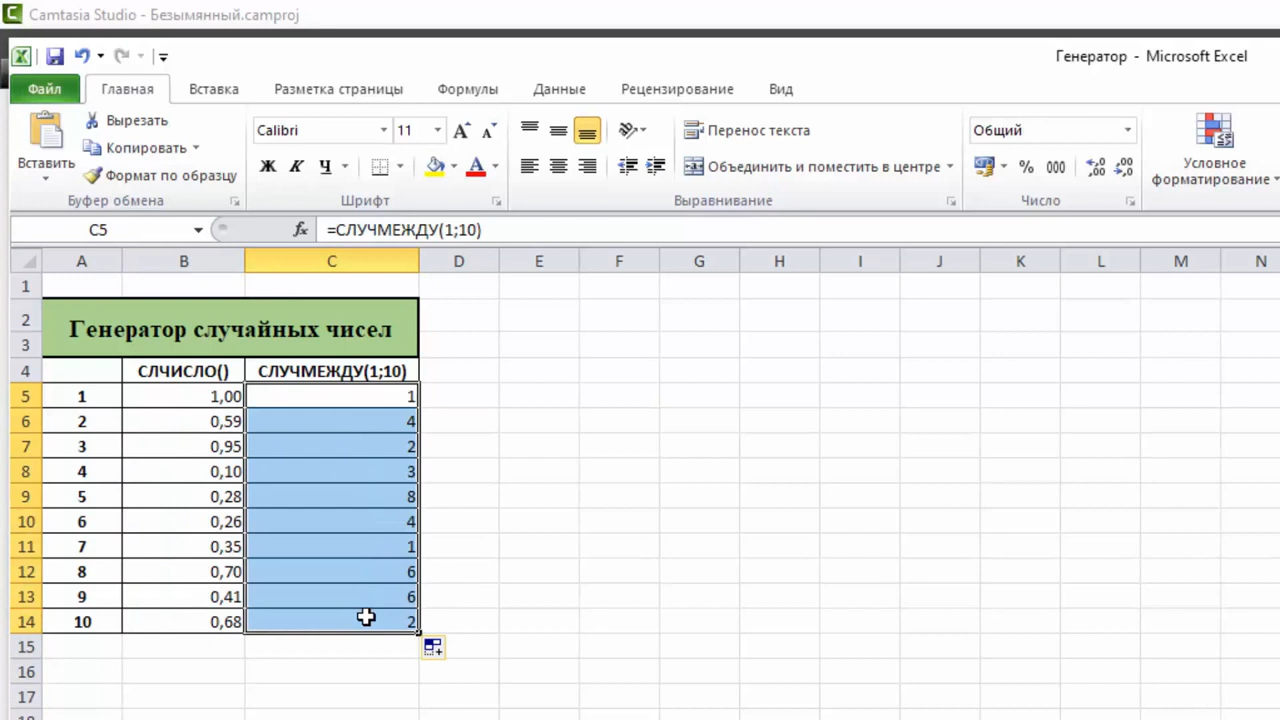 Camtasia Studio - Безымянный.camproj
Генератор - Microsoft Excel
Файл Главная Вставка Разметка страницы Формулы Данные Рецензирование Вид
Вставить
Вырезать
Копировать
Формат по образцу
Буфер обмена
Calibri 11
Ж К Ч А
Шрифт
Перенос текста
Объединить и поместить в центре
Выравнивание
Общий
% 000
Число
Условное
форматирование
C5 fx =СЛУЧМЕЖДУ(1;10)
A B C D E F G H I J K L M N
1
2
3
Генератор случайных чисел
4 СЛЧИСЛО() СЛУЧМЕЖДУ(1;10)
5 1 1,00 1
6 2 0,59 4
7 3 0,95 2
8 4 0,10 3
9 5 0,28 8
10 6 0,26 4
11 7 0,35 1
12 8 0,70 6
13 9 0,41 6
14 10 0,68 2
15
16
17